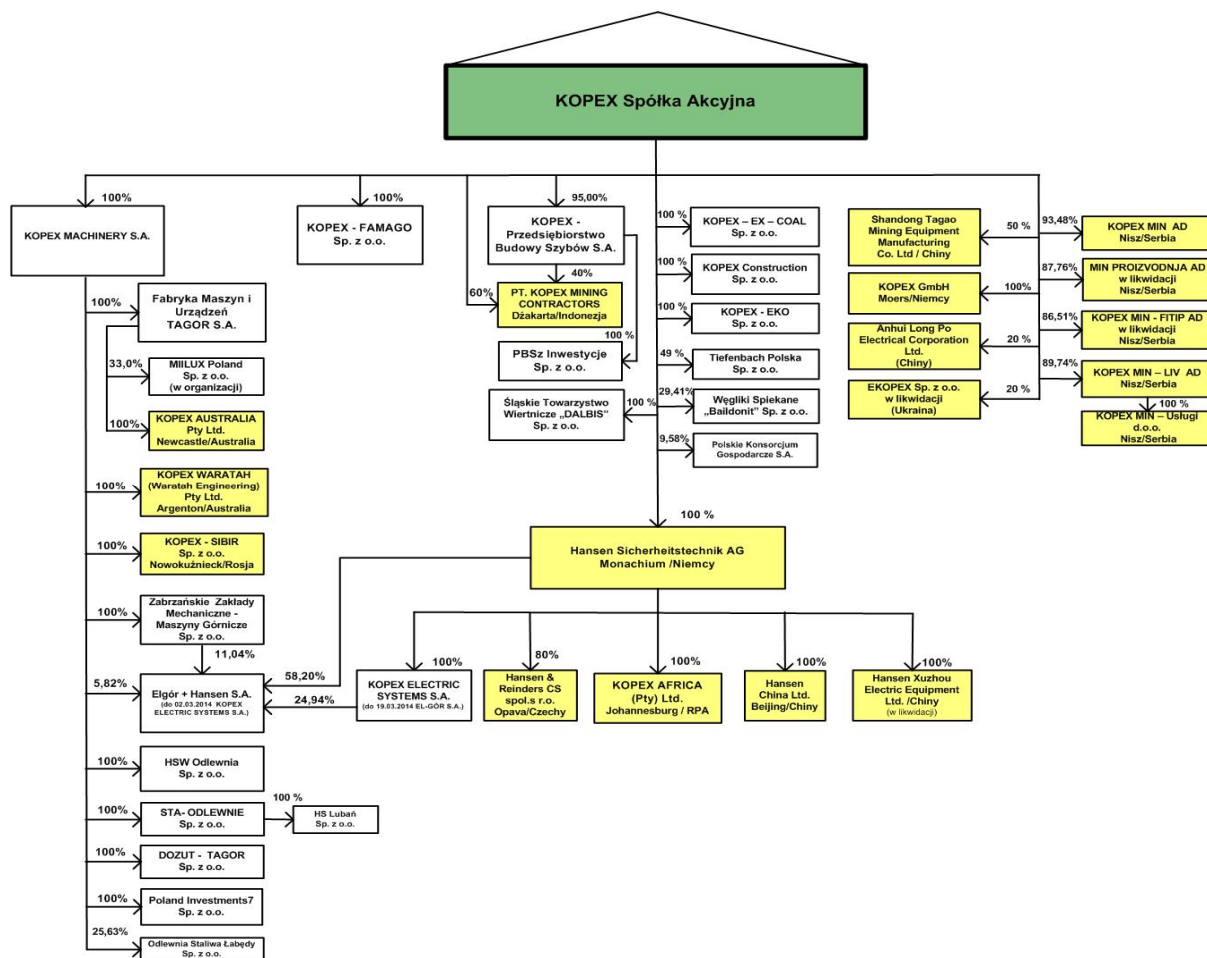 KOPEX Spółka Akcyjna
100%
KOPEX MACHINERY S.A.
100%
KOPEX - FAMAGO
Sp. z o.o.
95,00%
KOPEX -
Przedsiębiorstwo
Budowy Szybów S.A.
40%
60%
PT. KOPEX MINING
CONTRACTORS
Dżakarta/Indonezja
100 %
PBSz Inwestycje
Sp. z o.o.
100 %
Śląskie Towarzystwo
Wiertnicze „DALBIS"
Sp. z o.o.
100 %
KOPEX – EX – COAL
Sp. z o.o.
100 %
KOPEX Construction
Sp. z o.o.
100 %
KOPEX - EKO
Sp. z o.o.
49 %
Tiefenbach Polska
Sp. z o.o.
29,41%
Węgliki Spiekane
„Baildonit" Sp. z o.o.
9,58%
Polskie Konsorcjum
Gospodarcze S.A.
Shandong Tagao
Mining Equipment
Manufacturing
Co. Ltd / Chiny
50 %
KOPEX GmbH
Moers/Niemcy
100%
Anhui Long Po
Electrical Corporation
Ltd.
(Chiny)
20 %
EKOPEX Sp. z o.o.
w likwidacji
(Ukraina)
20 %
93,48%
KOPEX MIN AD
Nisz/Serbia
87,76%
MIN PROIZVODNJA AD
w likwidacji
Nisz/Serbia
86,51%
KOPEX MIN - FITIP AD
w likwidacji
Nisz/Serbia
89,74%
KOPEX MIN – LIV AD
Nisz/Serbia
100 %
KOPEX MIN – Usługi
d.o.o.
Nisz/Serbia
100%
Fabryka Maszyn i
Urządzeń
TAGOR S.A.
33,0%
MIILUX Poland
Sp. z o.o.
(w organizacji)
100%
KOPEX AUSTRALIA
Pty Ltd.
Newcastle/Australia
100%
KOPEX WARATAH
(Waratah Engineering)
Pty Ltd.
Argenton/Australia
100%
KOPEX - SIBIR
Sp. z o.o.
Nowokuźnieck/Rosja
100%
Zabrzańskie Zakłady
Mechaniczne -
Maszyny Górnicze
Sp. z o.o.
11,04%
5,82%
Elgór + Hansen S.A.
(do 02.03.2014 KOPEX
ELECTRIC SYSTEMS S.A.)
58,20%
24,94%
100 %
Hansen Sicherheitstechnik AG
Monachium /Niemcy
100%
KOPEX ELECTRIC
SYSTEMS S.A.
(do 19.03.2014 EL-GÓR S.A.)
80%
Hansen &
Reinders CS
spol.s r.o.
Opava/Czechy
100%
KOPEX AFRICA
(Pty) Ltd.
Johannesburg / RPA
100%
Hansen
China Ltd.
Beijing/Chiny
100%
Hansen Xuzhou
Electric Equipment
Ltd. /Chiny
(w likwidacji)
100%
HSW Odlewnia
Sp. z o.o.
100%
STA- ODLEWNIE
Sp. z o.o.
100 %
HS Lubań
Sp. z o.o.
100%
DOZUT - TAGOR
Sp. z o.o.
100%
Poland Investments7
Sp. z o.o.
25,63%
Odlewnia Staliwa Łabędy
Sp. z o.o.